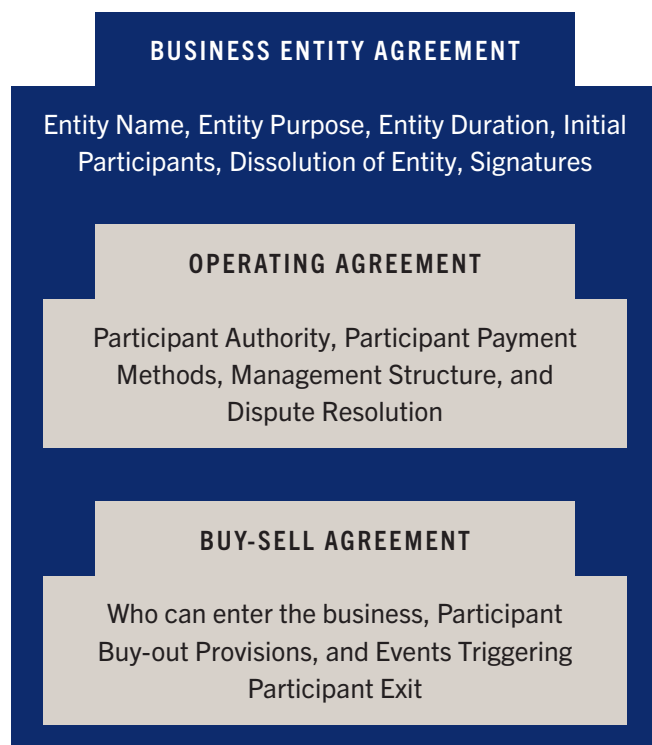 BUSINESS ENTITY AGREEMENT
Entity Name, Entity Purpose, Entity Duration, Initial
Participants, Dissolution of Entity, Signatures
OPERATING AGREEMENT
Participant Authority, Participant Payment
Methods, Management Structure, and
Dispute Resolution
BUY-SELL AGREEMENT
Who can enter the business, Participant
Buy-out Provisions, and Events Triggering
Participant Exit